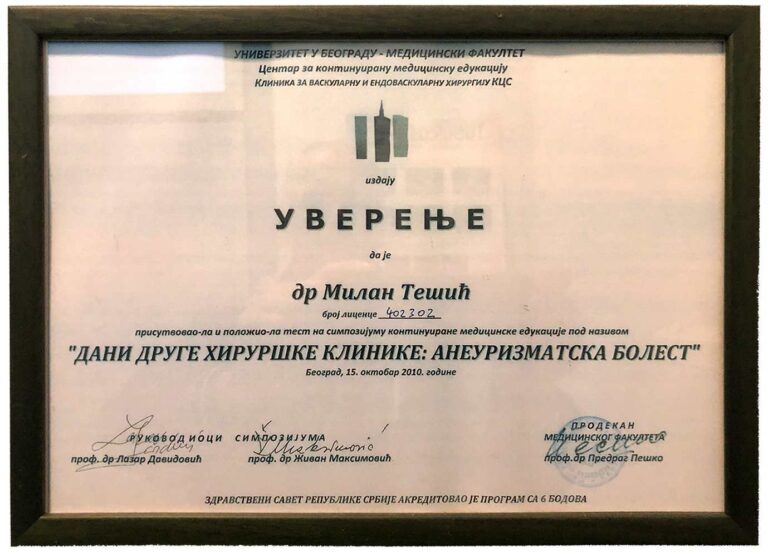 УНИВЕРЗИТЕТ У БЕОГРАДУ - МЕДИЦИНСКИ ФАКУЛТЕТ
Центар за континуирану медицинску едукацију
КЛИНИКА ЗА ВАСКУЛАРНУ И ЕНДОВАСКУЛАРНУ ХИРУРГИЈУ КЦС
издају
УВЕРЕЊЕ
да је
др Милан Тешић
број лиценце 402302
присутвовао-ла и положио-ла тест на симпозијуму континуиране медицинске едукације под називом
"ДАНИ ДРУГЕ ХИРУРШКЕ КЛИНИКЕ: АНЕУРИЗМАТСКА БОЛЕСТ"
Београд, 15. октобар 2010. године
РУКОВОДИОЦИ СИМПОЗИЈУМА
проф. др Лазар Давидовић проф. др Живан Максимовић
ПРОДЕКАН
МЕДИЦИНСКОГ ФАКУЛТЕТА
проф.др Предраг Пешко
ЗДРАВСТВЕНИ САВЕТ РЕПУБЛИКЕ СРБИЈЕ АКРЕДИТОВАО ЈЕ ПРОГРАМ СА 6 БОДОВА